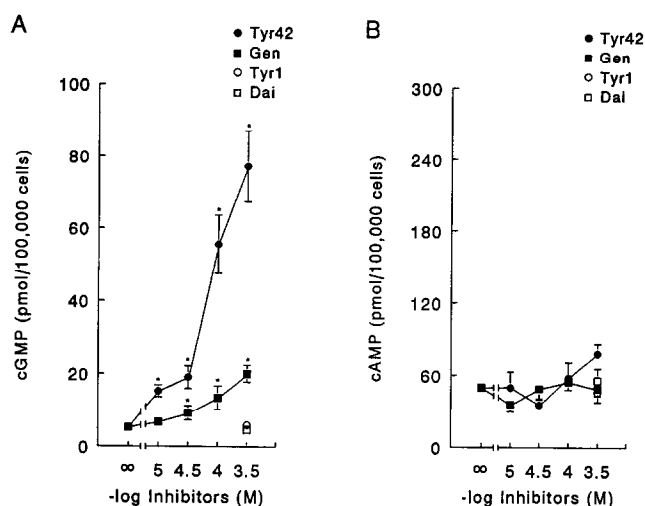 A
Tyr42
Gen
Tyr1
Dai
100
80
60
40
20
0
cGMP (pmol/100,000 cells)
* * * * * * *
∞ 5 4.5 4 3.5
-log Inhibitors (M)
B
Tyr42
Gen
Tyr1
Dai
300
240
180
120
60
0
cAMP (pmol/100,000 cells)
∞ 5 4.5 4 3.5
-log Inhibitors (M)